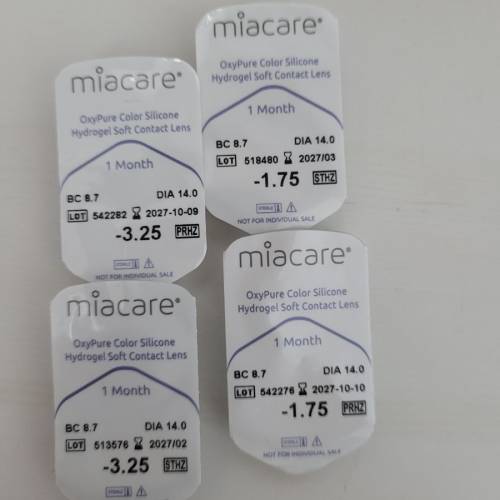 miacare®
OxyPure Color Silicone
Hydrogel Soft Contact Lens
1 Month
BC 8.7 DIA 14.0
LOT 542282 2027-10-09
-3.25 PRHZ
STERILE
NOT FOR INDIVIDUAL SALE
miacare®
OxyPure Color Silicone
Hydrogel Soft Contact Lens
1 Month
BC 8.7 DIA 14.0
LOT 518480 2027/03
-1.75 STHZ
STERILE
NOT FOR INDIVIDUAL SALE
miacare®
OxyPure Color Silicone
Hydrogel Soft Contact Lens
1 Month
BC 8.7 DIA 14.0
LOT 513576 2027/02
-3.25 STHZ
STERILE
miacare®
OxyPure Color Silicone
Hydrogel Soft Contact Lens
1 Month
BC 8.7 DIA 14.0
LOT 542276 2027-10-10
-1.75 PRHZ
STERILE
NOT FOR INDIVIDUAL SALE